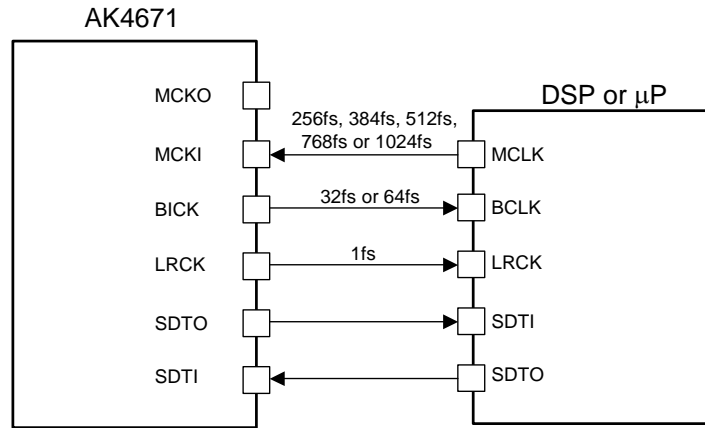 AK4671
DSP or μP
MCKO
256fs, 384fs, 512fs,
768fs or 1024fs
MCKI
MCLK
32fs or 64fs
BICK
BCLK
1fs
LRCK
LRCK
SDTO
SDTI
SDTI
SDTO